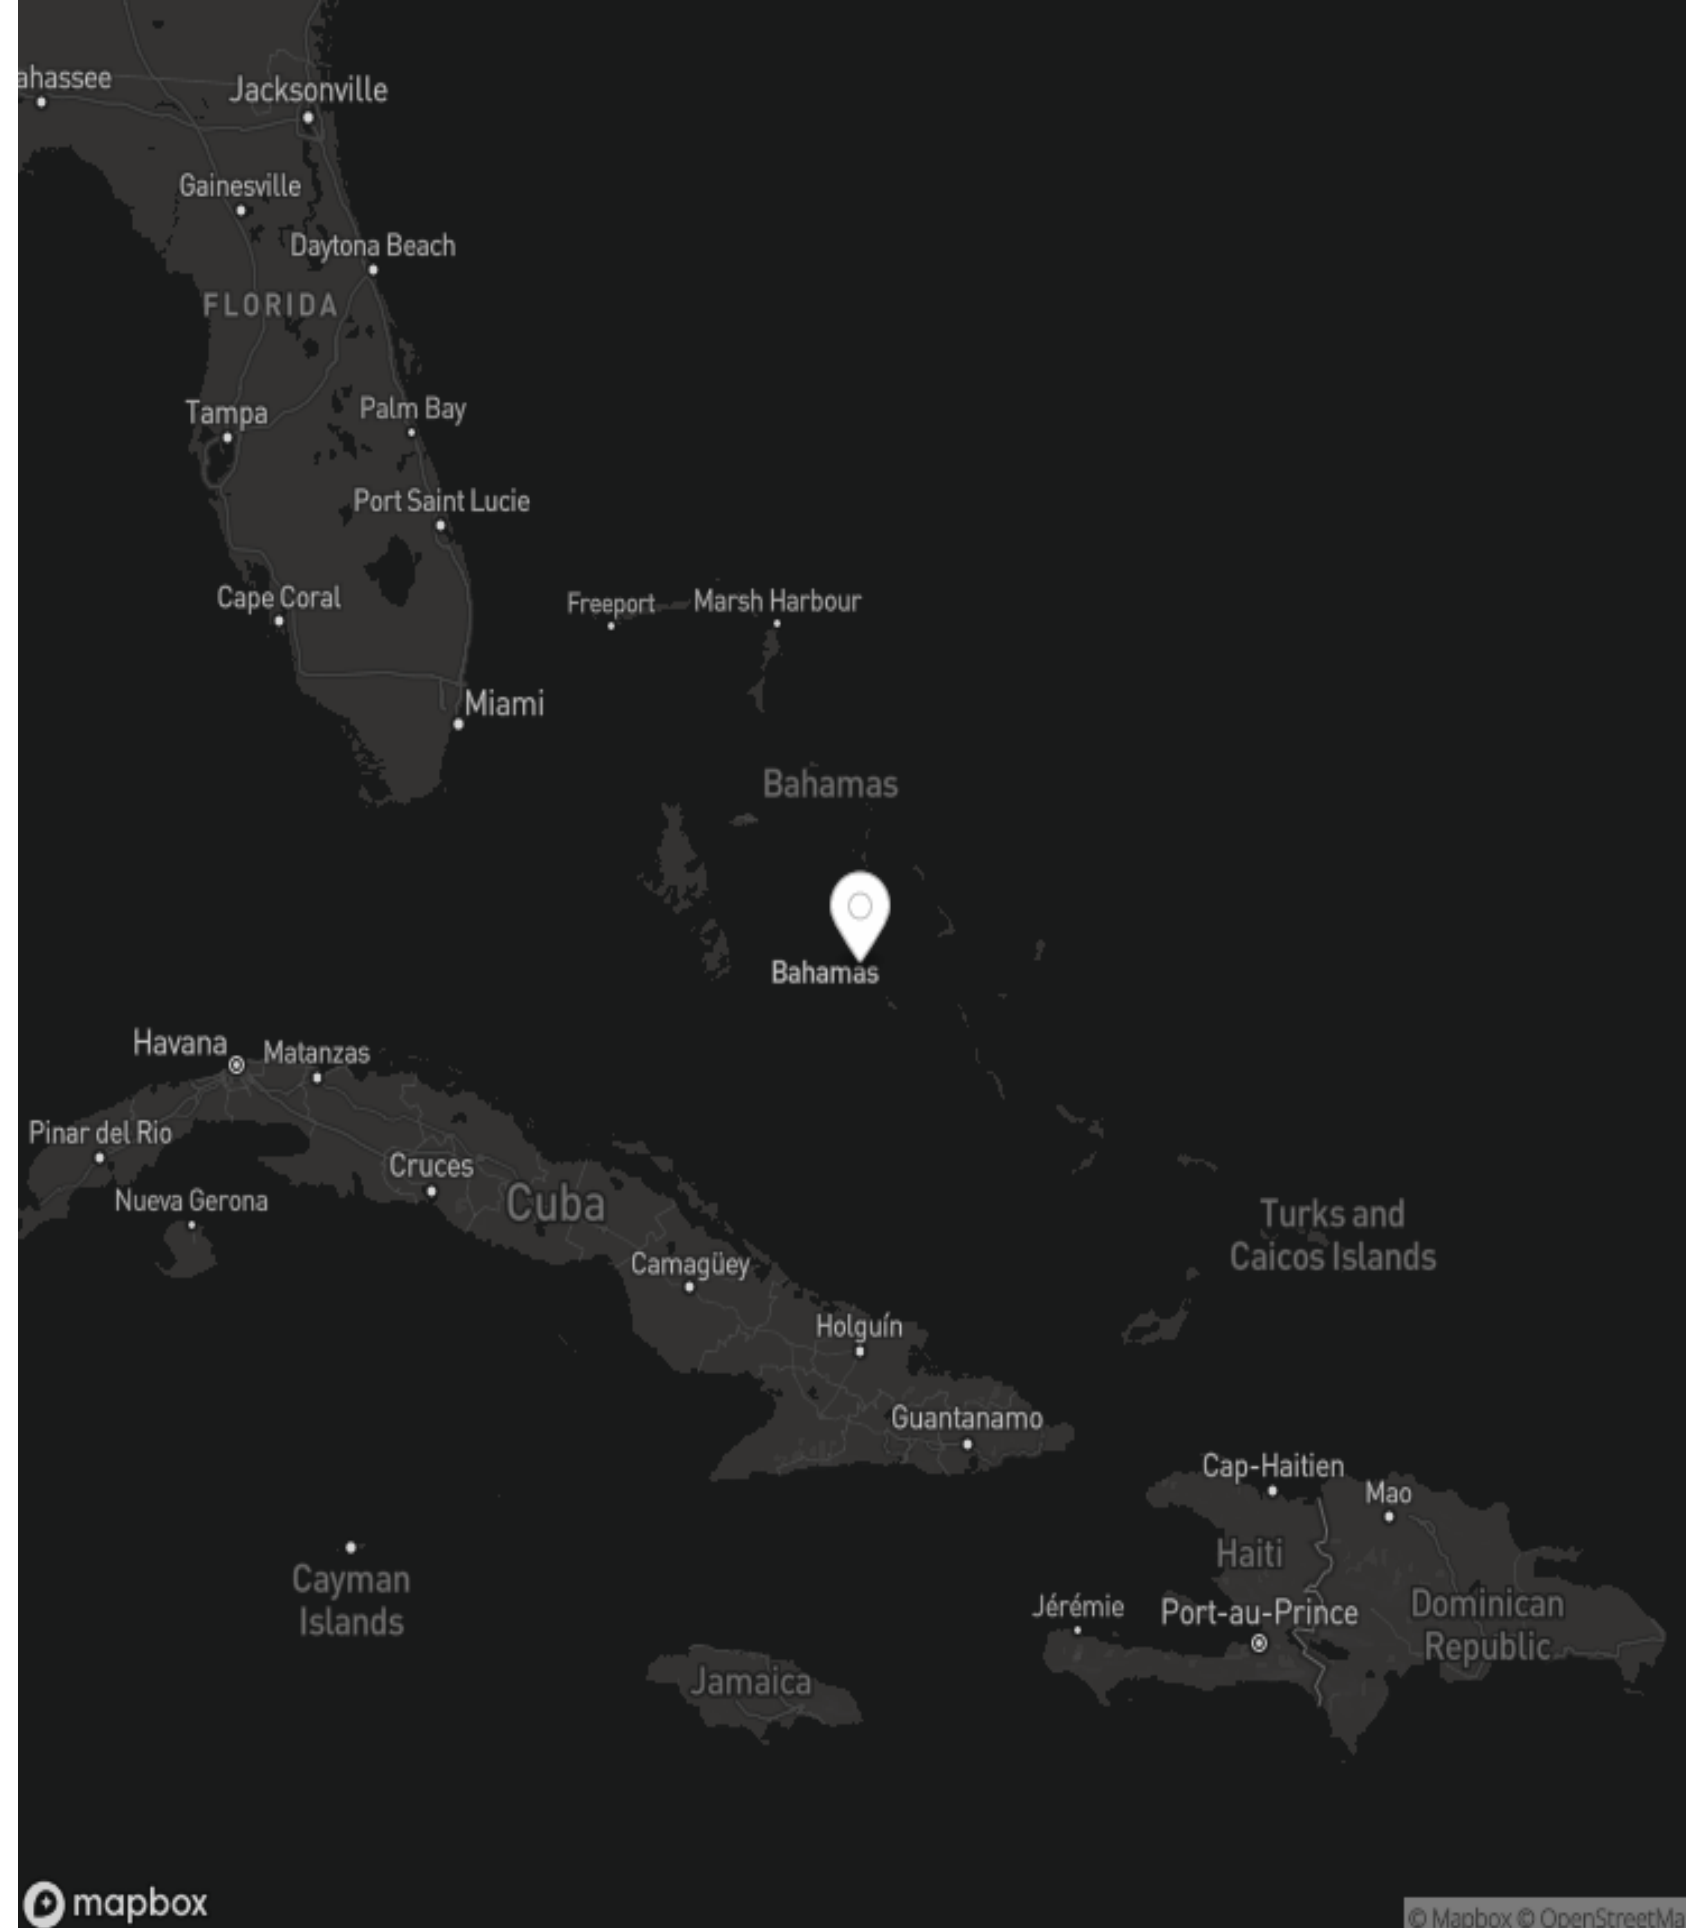 ahassee
Jacksonville
Gainesville
Daytona Beach
FLORIDA
Tampa
Palm Bay
Port Saint Lucie
Cape Coral
Freeport
Marsh Harbour
Miami
Bahamas
Bahamas
Havana
Matanzas
Pinar del Rio
Cruces
Nueva Gerona
Cuba
Turks and
Caicos Islands
Camagüey
Holguín
Guantanamo
Cap-Haitien
Mao
Haiti
Cayman
Islands
Jérémie
Port-au-Prince
Dominican
Republic
Jamaica
mapbox
© Mapbox © OpenStreetMa